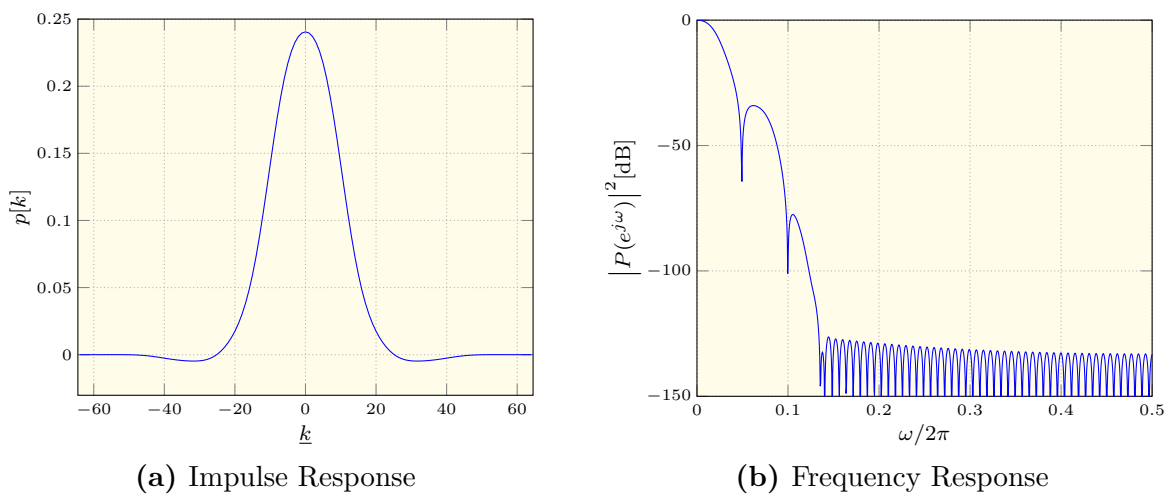 0.25
0.2
0.15
0.1
0.05
0
p[k]
−60 −40 −20 0 20 40 60
k
(a) Impulse Response
0
−50
−100
−150
|P(e^{jω})|^2 [dB]
0 0.1 0.2 0.3 0.4 0.5
ω/2π
(b) Frequency Response